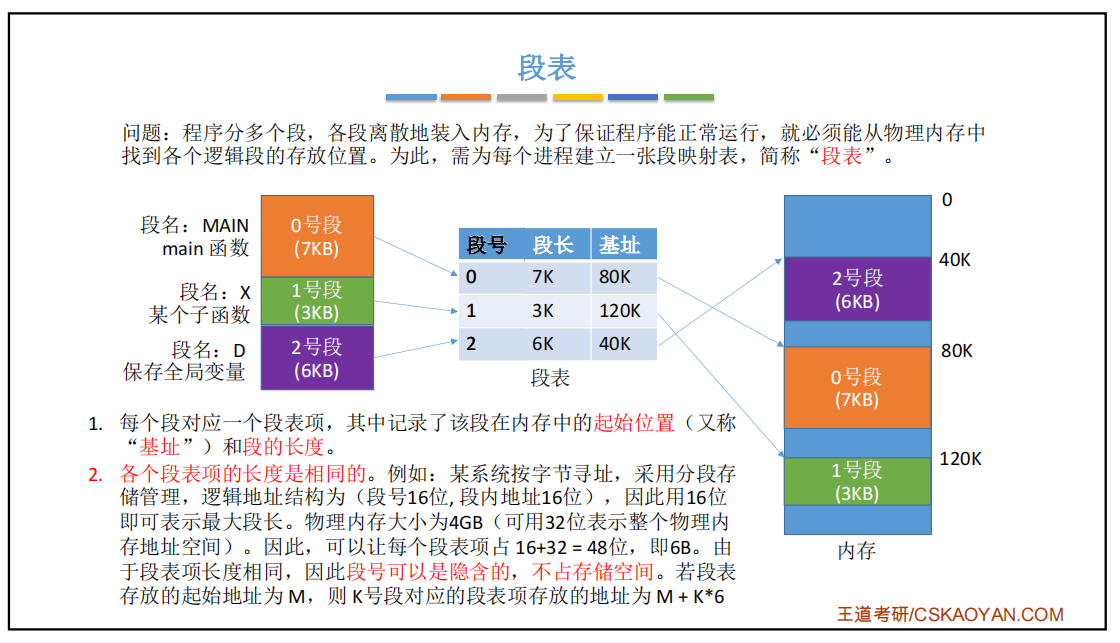 段表
问题：程序分多个段，各段离散地装入内存，为了保证程序能正常运行，就必须能从物理内存中
找到各个逻辑段的存放位置。为此，需为每个进程建立一张段映射表，简称“段表”。
段名：MAIN
main 函数
0号段
(7KB)
段名：X
某个子函数
1号段
(3KB)
段名：D
保存全局变量
2号段
(6KB)
段号 段长 基址
0 7K 80K
1 3K 120K
2 6K 40K
段表
0
40K
2号段
(6KB)
80K
0号段
(7KB)
120K
1号段
(3KB)
内存
1. 每个段对应一个段表项，其中记录了该段在内存中的起始位置（又称
“基址”）和段的长度。
2. 各个段表项的长度是相同的。例如：某系统按字节寻址，采用分段存
储管理，逻辑地址结构为（段号16位, 段内地址16位），因此用16位
即可表示最大段长。物理内存大小为4GB（可用32位表示整个物理内
存地址空间）。因此，可以让每个段表项占 16+32 = 48位，即6B。由
于段表项长度相同，因此段号可以是隐含的，不占存储空间。若段表
存放的起始地址为 M，则 K号段对应的段表项存放的地址为 M + K*6
王道考研/CSKAOYAN.COM